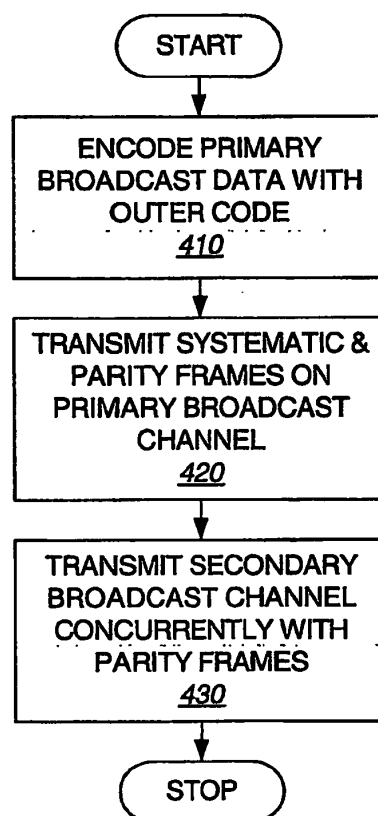 START
ENCODE PRIMARY
BROADCAST DATA WITH
OUTER CODE
410
TRANSMIT SYSTEMATIC &
PARITY FRAMES ON
PRIMARY BROADCAST
CHANNEL
420
TRANSMIT SECONDARY
BROADCAST CHANNEL
CONCURRENTLY WITH
PARITY FRAMES
430
STOP